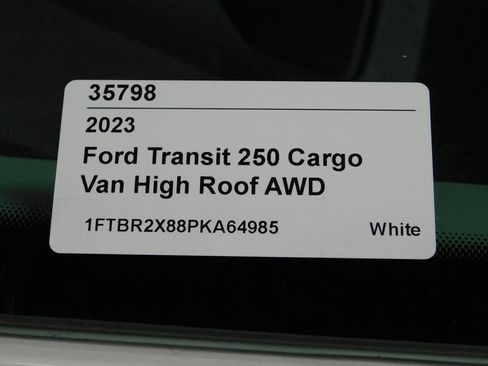 35798
2023
Ford Transit 250 Cargo
Van High Roof AWD
1FTBR2X88PKA64985 White